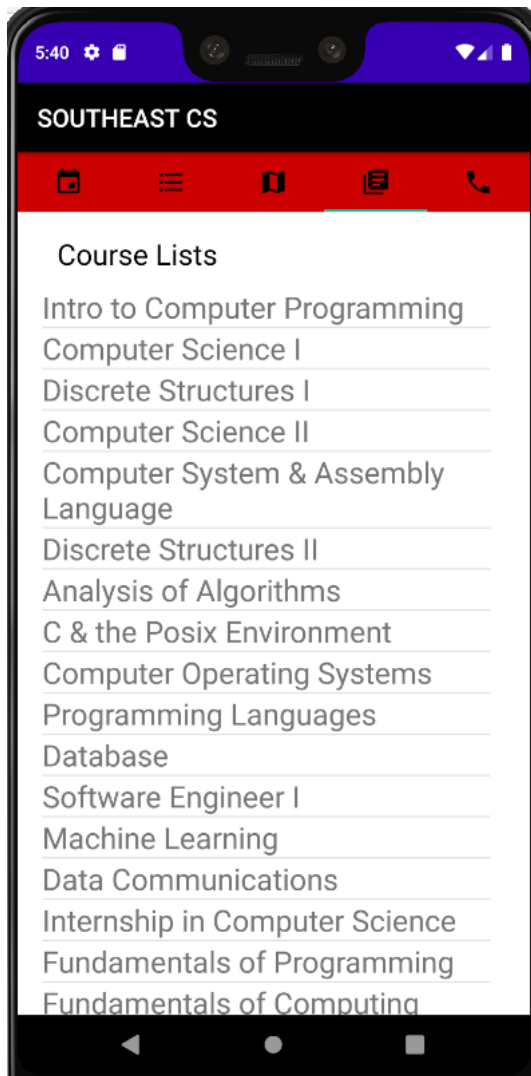 5:40
SOUTHEAST CS
Course Lists
Intro to Computer Programming
Computer Science I
Discrete Structures I
Computer Science II
Computer System & Assembly
Language
Discrete Structures II
Analysis of Algorithms
C & the Posix Environment
Computer Operating Systems
Programming Languages
Database
Software Engineer I
Machine Learning
Data Communications
Internship in Computer Science
Fundamentals of Programming
Fundamentals of Computing